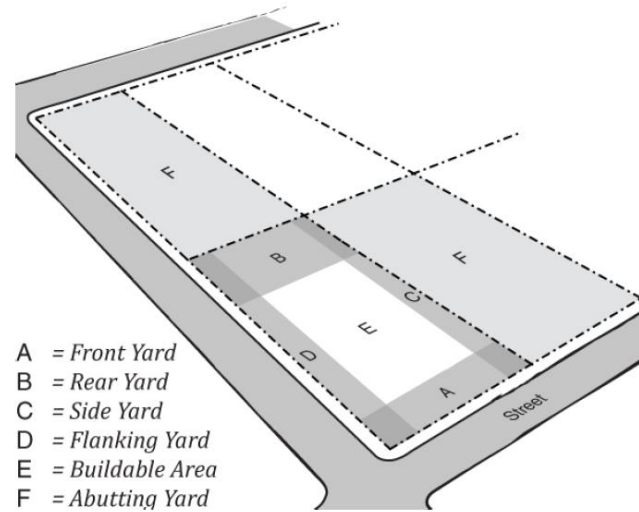 F
B
F
C
E
D
A
Street
A = Front Yard
B = Rear Yard
C = Side Yard
D = Flanking Yard
E = Buildable Area
F = Abutting Yard